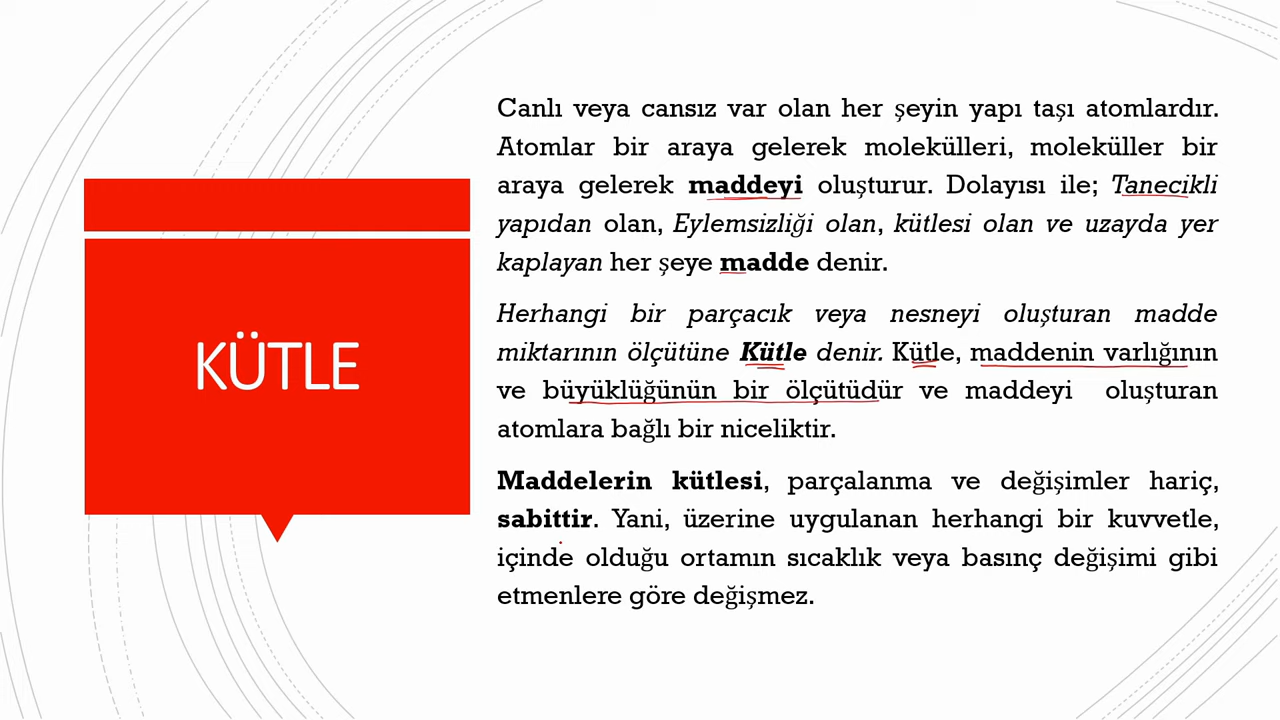 KÜTLE
Canlı veya cansız var olan her şeyin yapı taşı atomlardır.
Atomlar bir araya gelerek molekülleri, moleküller bir
araya gelerek maddeyi oluşturur. Dolayısı ile; Tanecikli
yapıdan olan, Eylemsizliği olan, kütlesi olan ve uzayda yer
kaplayan her şeye madde denir.
Herhangi bir parçacık veya nesneyi oluşturan madde
miktarının ölçütüne Kütle denir. Kütle, maddenin varlığının
ve büyüklüğünün bir ölçütüdür ve maddeyi oluşturan
atomlara bağlı bir niceliktir.
Maddelerin kütlesi, parçalanma ve değişimler hariç,
sabittir. Yani, üzerine uygulanan herhangi bir kuvvetle,
içinde olduğu ortamın sıcaklık veya basınç değişimi gibi
etmenlere göre değişmez.